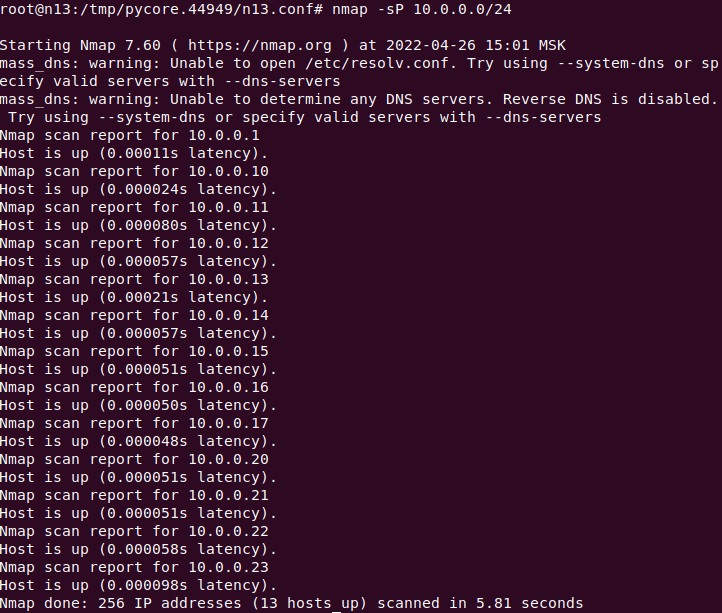 root@n13:/tmp/pycore.44949/n13.conf# nmap -sP 10.0.0.0/24
Starting Nmap 7.60 ( https://nmap.org ) at 2022-04-26 15:01 MSK
mass_dns: warning: Unable to open /etc/resolv.conf. Try using --system-dns or sp
ecify valid servers with --dns-servers
mass_dns: warning: Unable to determine any DNS servers. Reverse DNS is disabled.
 Try using --system-dns or specify valid servers with --dns-servers
Nmap scan report for 10.0.0.1
Host is up (0.00011s latency).
Nmap scan report for 10.0.0.10
Host is up (0.000024s latency).
Nmap scan report for 10.0.0.11
Host is up (0.000080s latency).
Nmap scan report for 10.0.0.12
Host is up (0.000057s latency).
Nmap scan report for 10.0.0.13
Host is up (0.00021s latency).
Nmap scan report for 10.0.0.14
Host is up (0.000057s latency).
Nmap scan report for 10.0.0.15
Host is up (0.000051s latency).
Nmap scan report for 10.0.0.16
Host is up (0.000050s latency).
Nmap scan report for 10.0.0.17
Host is up (0.000048s latency).
Nmap scan report for 10.0.0.20
Host is up (0.000051s latency).
Nmap scan report for 10.0.0.21
Host is up (0.000051s latency).
Nmap scan report for 10.0.0.22
Host is up (0.000058s latency).
Nmap scan report for 10.0.0.23
Host is up (0.000098s latency).
Nmap done: 256 IP addresses (13 hosts up) scanned in 5.81 seconds